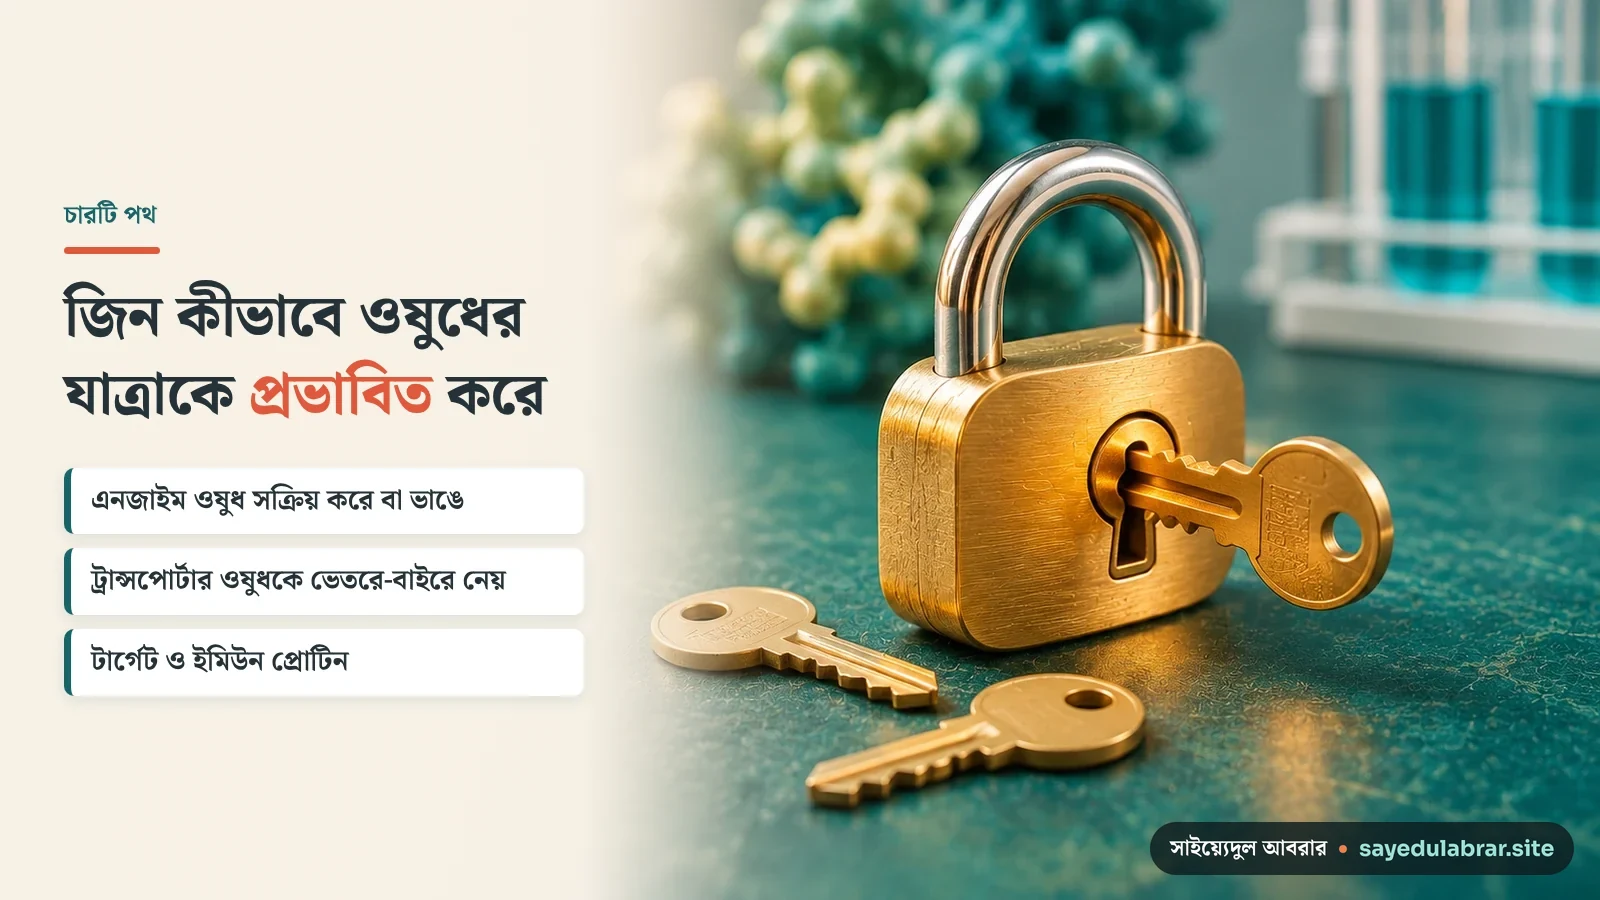 চারটি পথ
জিন কীভাবে ওষুধের
যাত্রাকে প্রভাবিত করে
এনজাইম ওষুধ সক্রিয় করে বা ভাঙে
ট্রান্সপোর্টার ওষুধকে ভেতরে-বাইরে নেয়
টার্গেট ও ইমিউন প্রোটিন
সাইয়্যেদুল আবরার • sayedulabrar.site